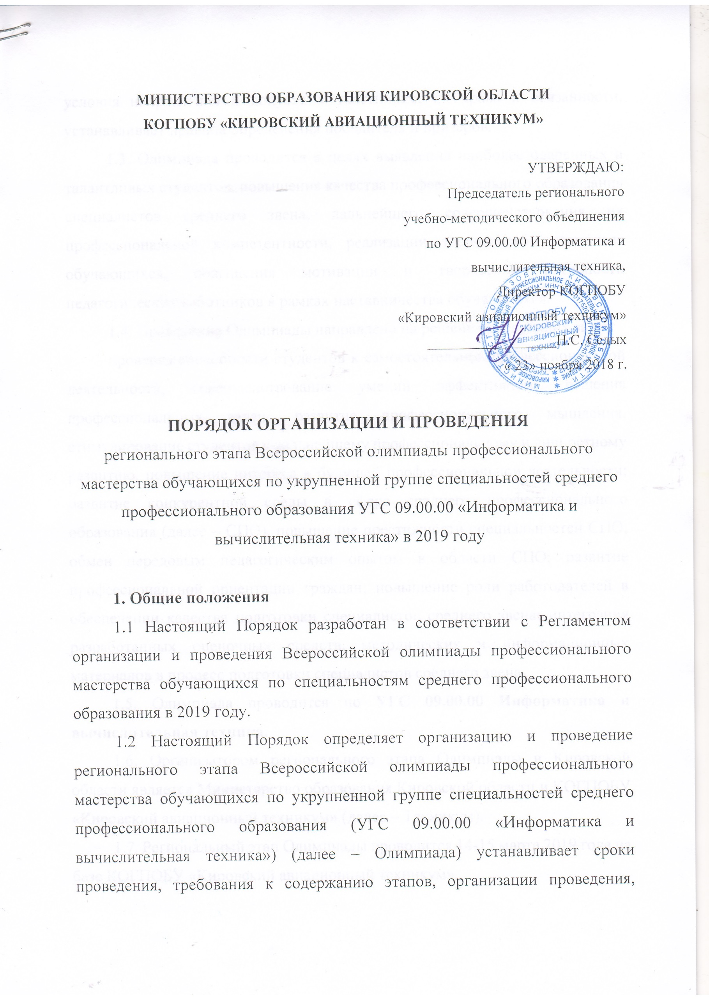 МИНИСТЕРСТВО ОБРАЗОВАНИЯ КИРОВСКОЙ ОБЛАСТИ
КОГПОБУ «КИРОВСКИЙ АВИАЦИОННЫЙ ТЕХНИКУМ»
УТВЕРЖДАЮ:
Председатель регионального
учебно-методического объединения
по УГС 09.00.00 Информатика и
вычислительная техника,
Директор КОГПОБУ
«Кировский авиационный техникум»
Н.С. Седых
«23» ноября 2018 г.
КОГПОБУ
"Кировский
авиационный
техникум"
ПОРЯДОК ОРГАНИЗАЦИИ И ПРОВЕДЕНИЯ
регионального этапа Всероссийской олимпиады профессионального
мастерства обучающихся по укрупненной группе специальностей среднего
профессионального образования УГС 09.00.00 «Информатика и
вычислительная техника» в 2019 году
1. Общие положения
1.1 Настоящий Порядок разработан в соответствии с Регламентом
организации и проведения Всероссийской олимпиады профессионального
мастерства обучающихся по специальностям среднего профессионального
образования в 2019 году.
1.2 Настоящий Порядок определяет организацию и проведение
регионального этапа Всероссийской олимпиады профессионального
мастерства обучающихся по укрупненной группе специальностей среднего
профессионального образования (УГС 09.00.00 «Информатика и
вычислительная техника») (далее – Олимпиада) устанавливает сроки
проведения, требования к содержанию этапов, организации проведения,